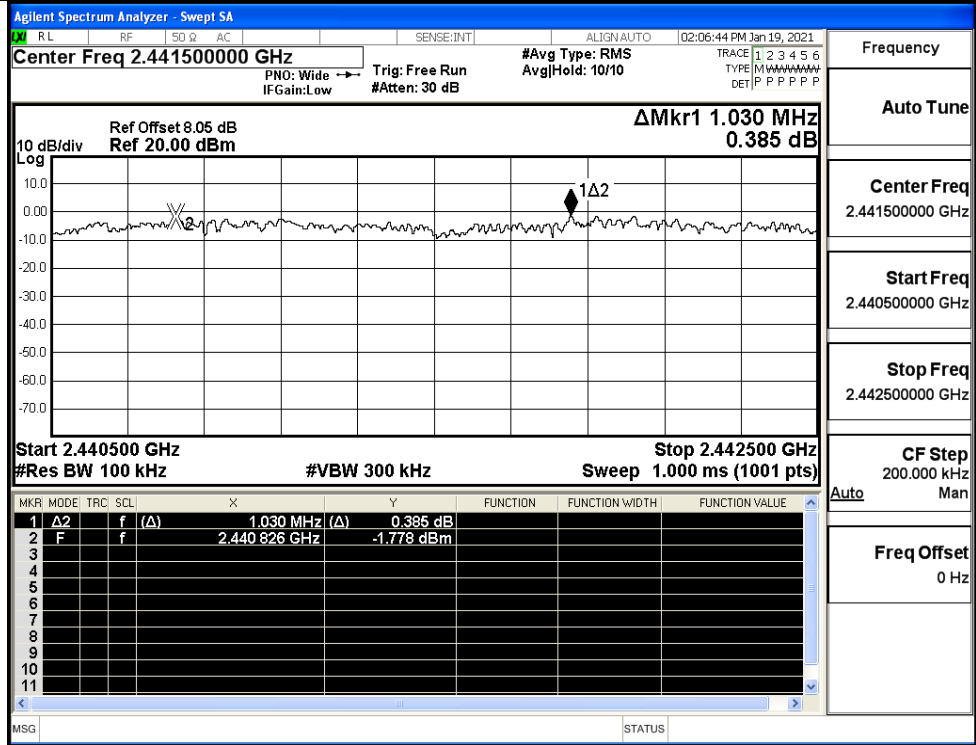 Agilent Spectrum Analyzer - Swept SA
LXI RL RF 50 Ω AC SENSE:INT ALIGN AUTO 02:06:44 PM Jan 19, 2021
Center Freq 2.441500000 GHz
PNO: Wide
IFGain:Low
Trig: Free Run
#Atten: 30 dB
#Avg Type: RMS
Avg|Hold: 10/10
TRACE 1 2 3 4 5 6
TYPE M WWWWW
DET P P P P P P
ΔMkr1 1.030 MHz
0.385 dB
Ref Offset 8.05 dB
10 dB/div Ref 20.00 dBm
Log
10.0
0.00
-10.0
-20.0
-30.0
-40.0
-50.0
-60.0
-70.0
2
1Δ2
Start 2.440500 GHz Stop 2.442500 GHz
#Res BW 100 kHz #VBW 300 kHz Sweep 1.000 ms (1001 pts)
MKR MODE TRC SCL X Y FUNCTION FUNCTION WIDTH FUNCTION VALUE
1 Δ2 f (Δ) 1.030 MHz (Δ) 0.385 dB
2 F f 2.440 826 GHz -1.778 dBm
3
4
5
6
7
8
9
10
11
MSG STATUS
Frequency
Auto Tune
Center Freq
2.441500000 GHz
Start Freq
2.440500000 GHz
Stop Freq
2.442500000 GHz
CF Step
200.000 kHz
Auto Man
Freq Offset
0 Hz